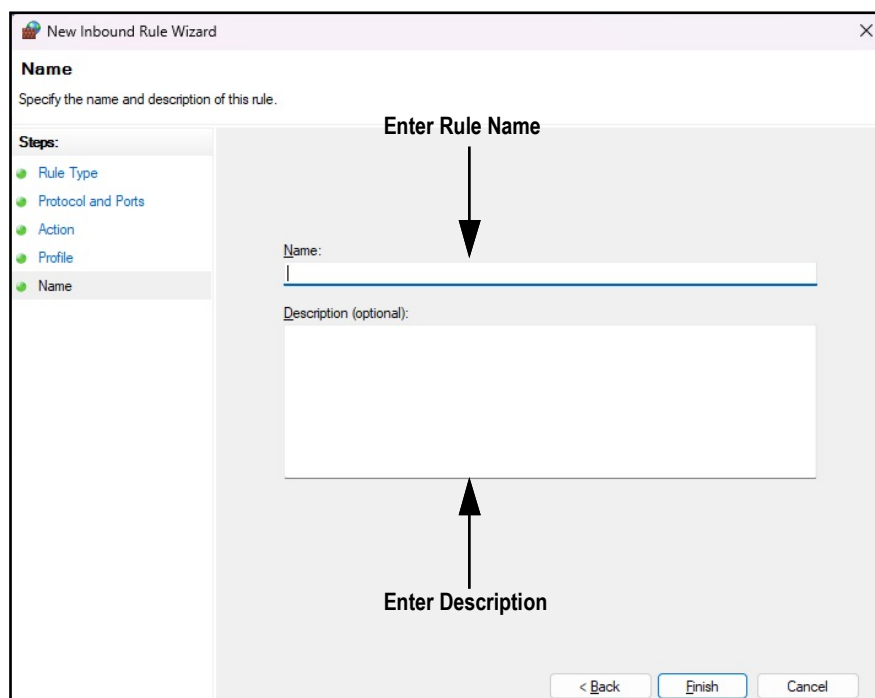 New Inbound Rule Wizard
Name
Specify the name and description of this rule.
Enter Rule Name
Steps:
Rule Type
Protocol and Ports
Action
Profile
Name
Name:
Description (optional):
Enter Description
< Back
Finish
Cancel